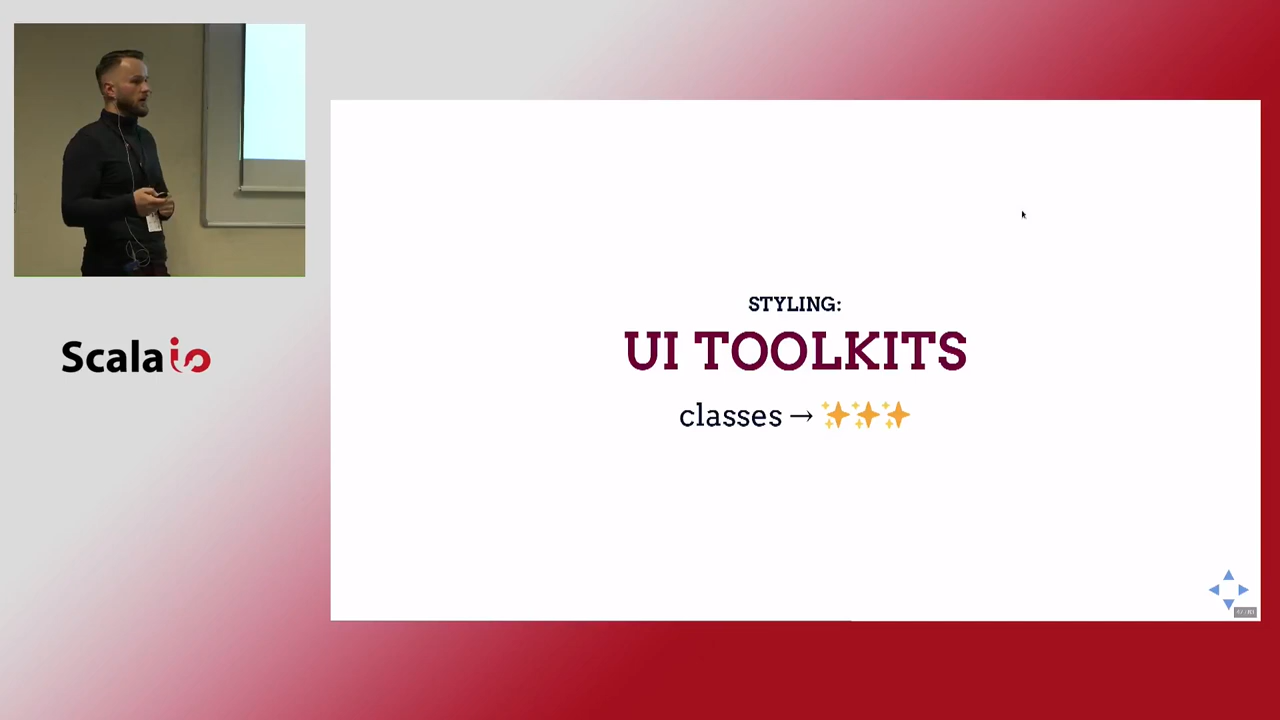 Scala io
STYLING:
UI TOOLKITS
classes → ✨✨✨